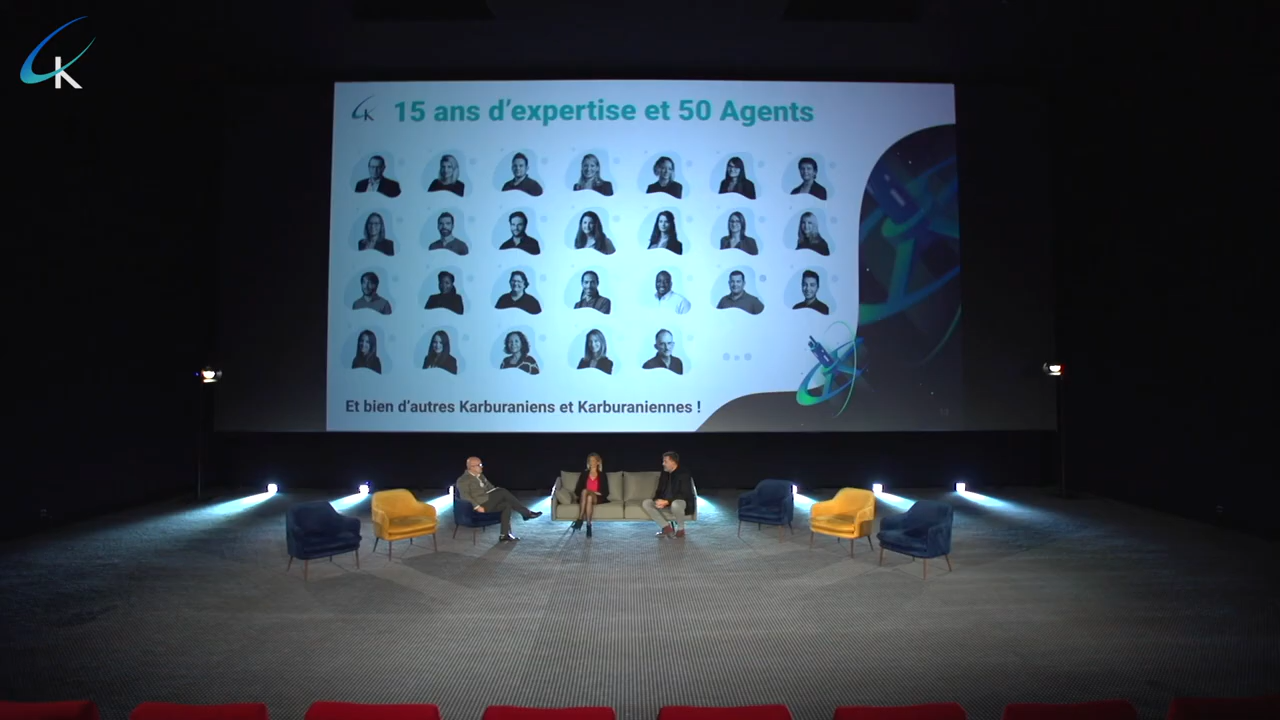 K
K
15 ans d'expertise et 50 Agents
Et bien d'autres Karburaniens et Karburaniennes !